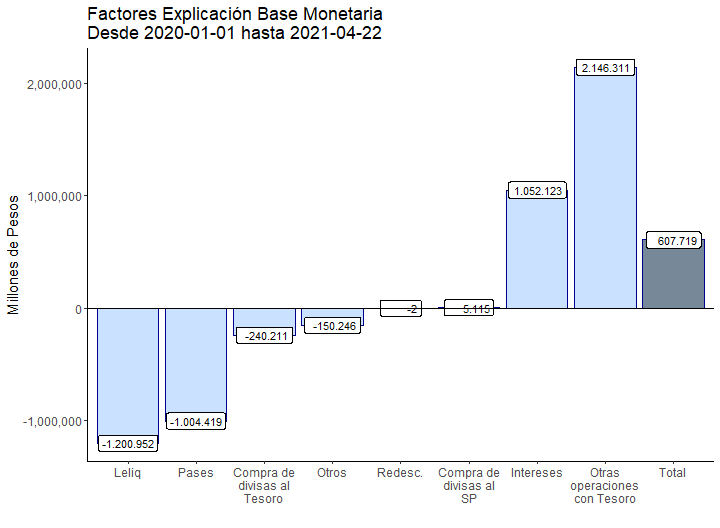 Factores Explicación Base Monetaria
Desde 2020-01-01 hasta 2021-04-22
Millones de Pesos
2,000,000
1,000,000
0
-1,000,000
-1.200.952
-1.004.419
-240.211
-150.246
-2
5.115
1.052.123
2.146.311
607.719
Leliq
Pases
Compra de
divisas al
Tesoro
Otros
Redesc.
Compra de
divisas al
SP
Intereses
Otras
operaciones
con Tesoro
Total